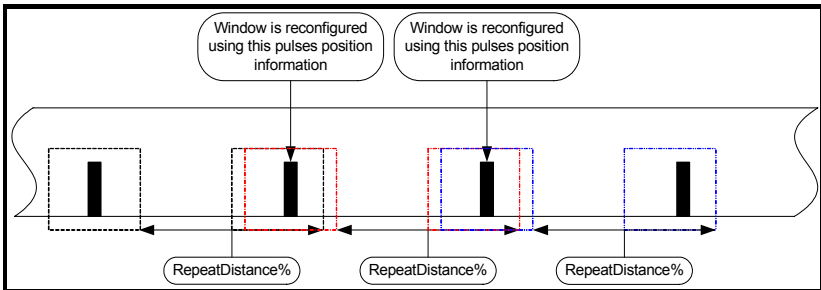 Window is reconfigured
using this pulses position
information
Window is reconfigured
using this pulses position
information
RepeatDistance%
RepeatDistance%
RepeatDistance%